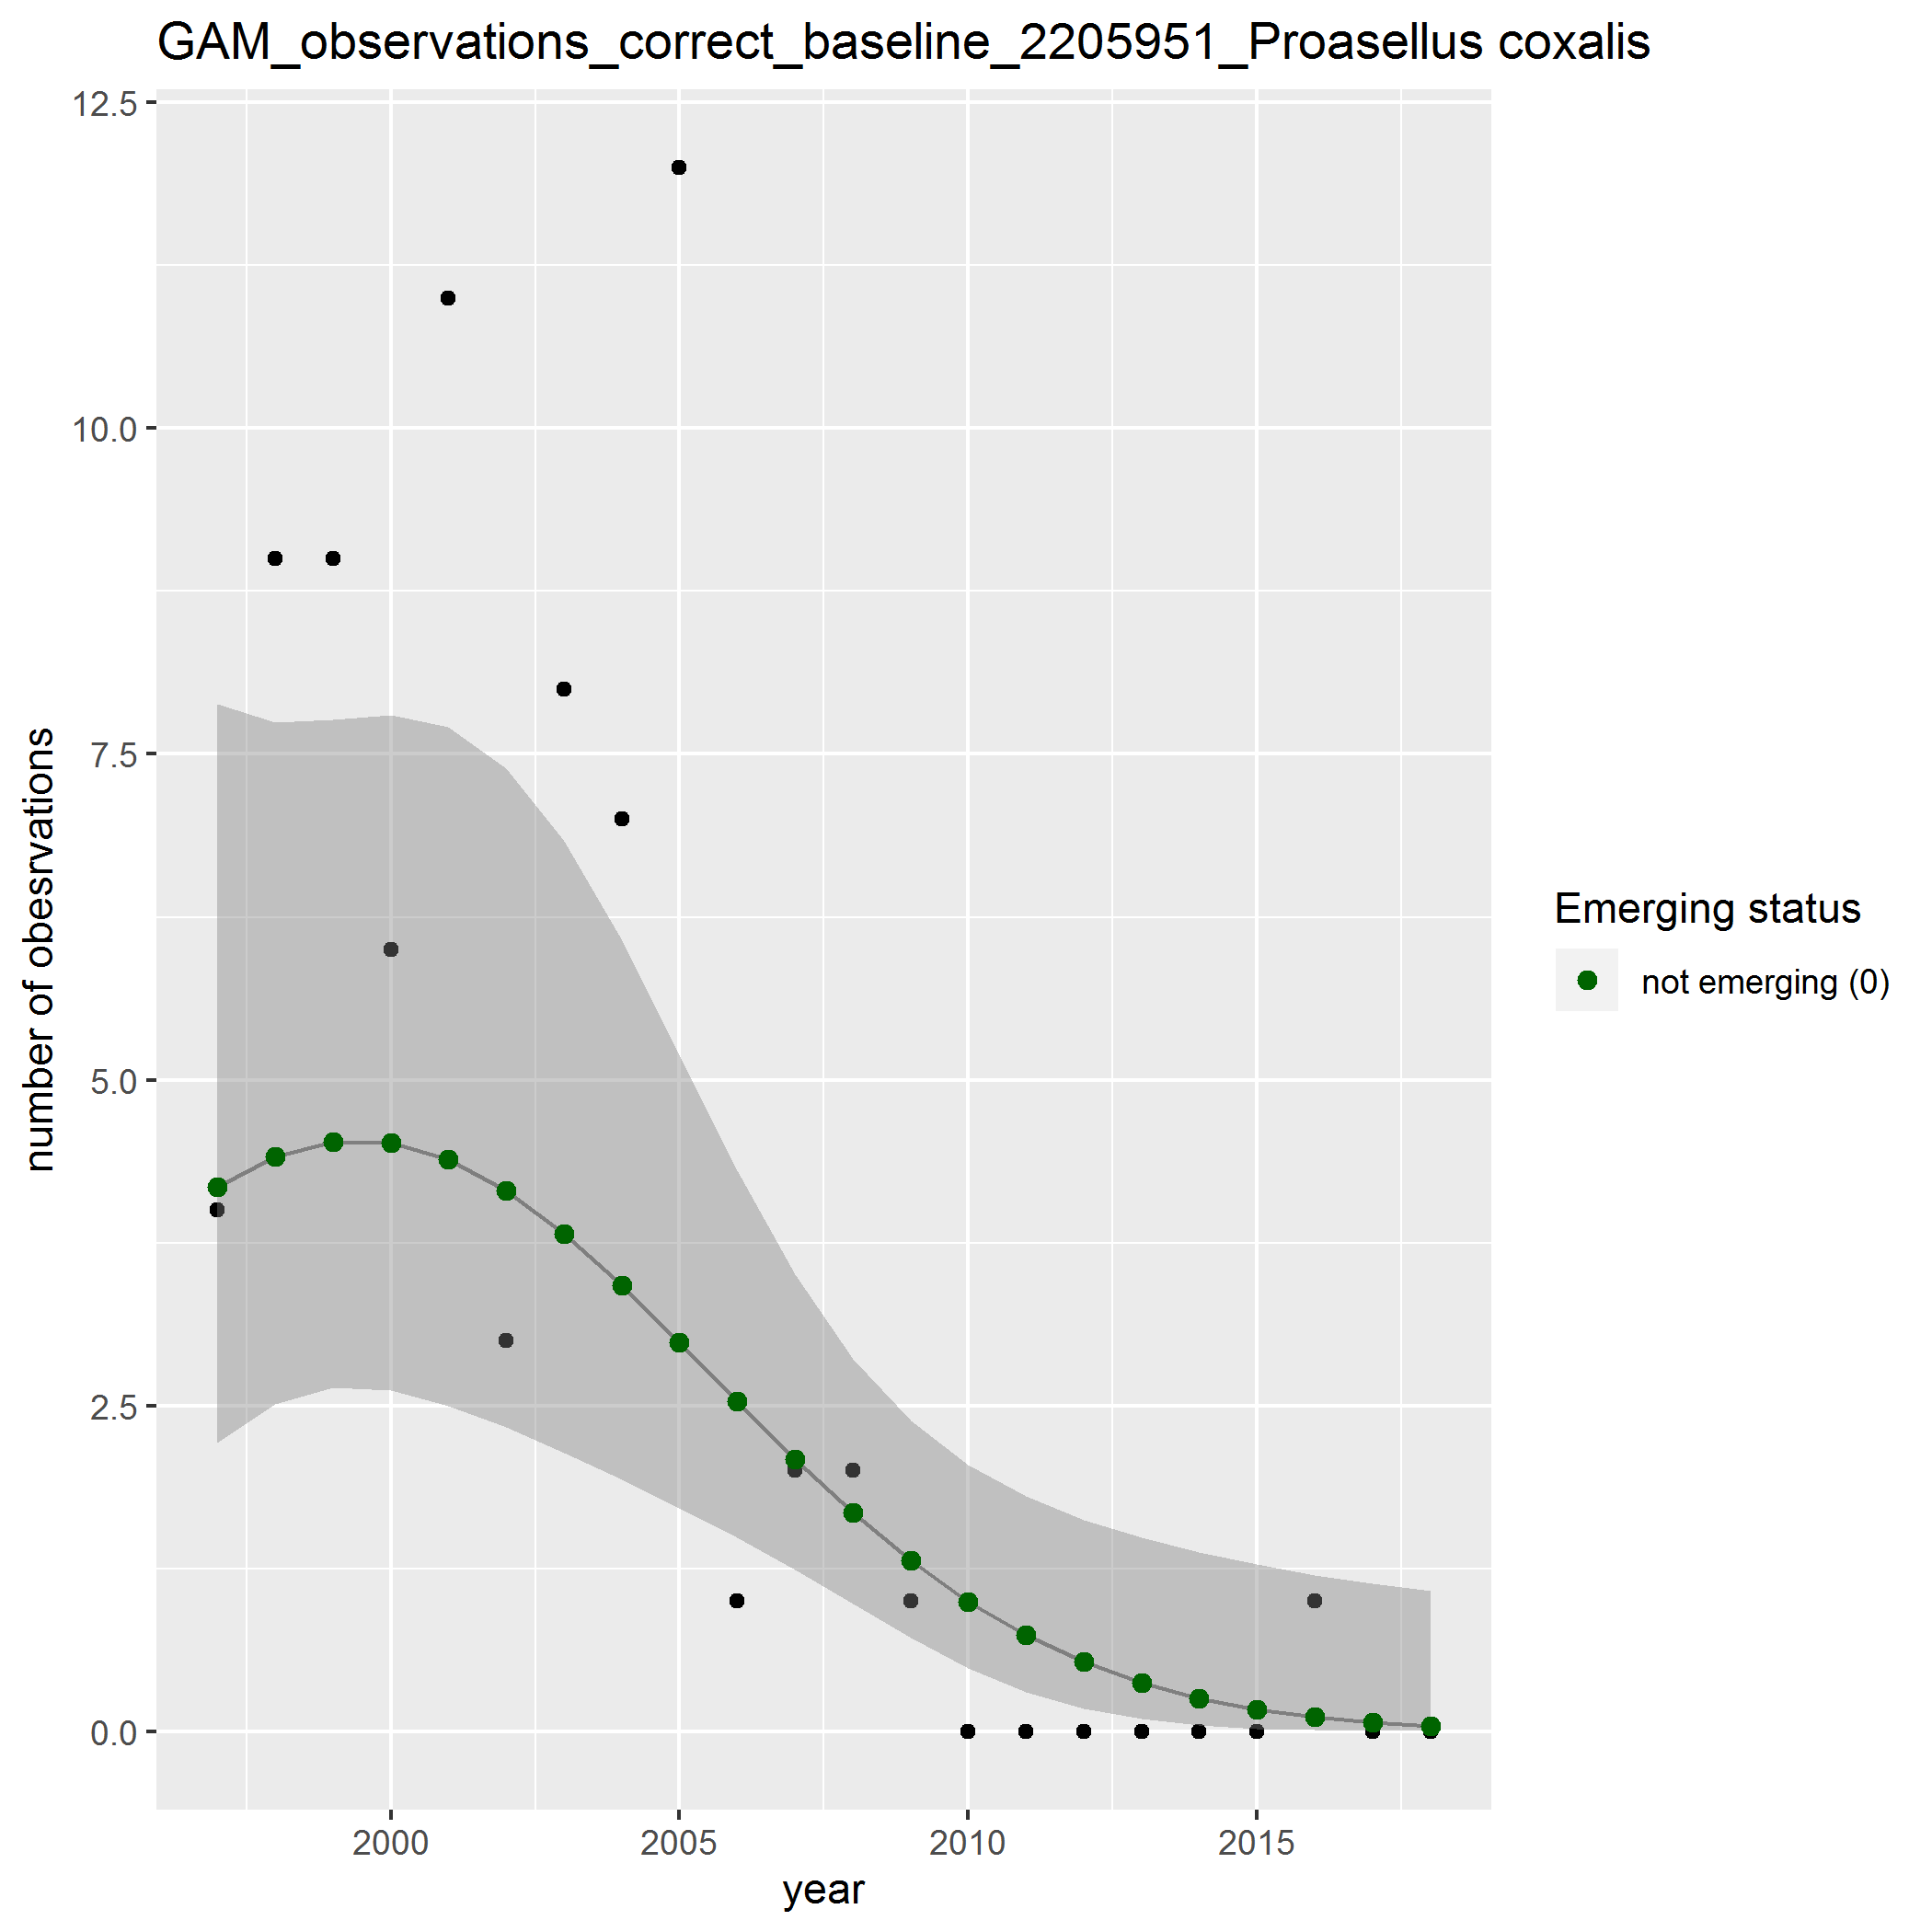 GAM_observations_correct_baseline_2205951_Proasellus coxalis
12.5
10.0
7.5
5.0
2.5
0.0
number of obesrvations
2000
2005
2010
2015
year
Emerging status
not emerging (0)